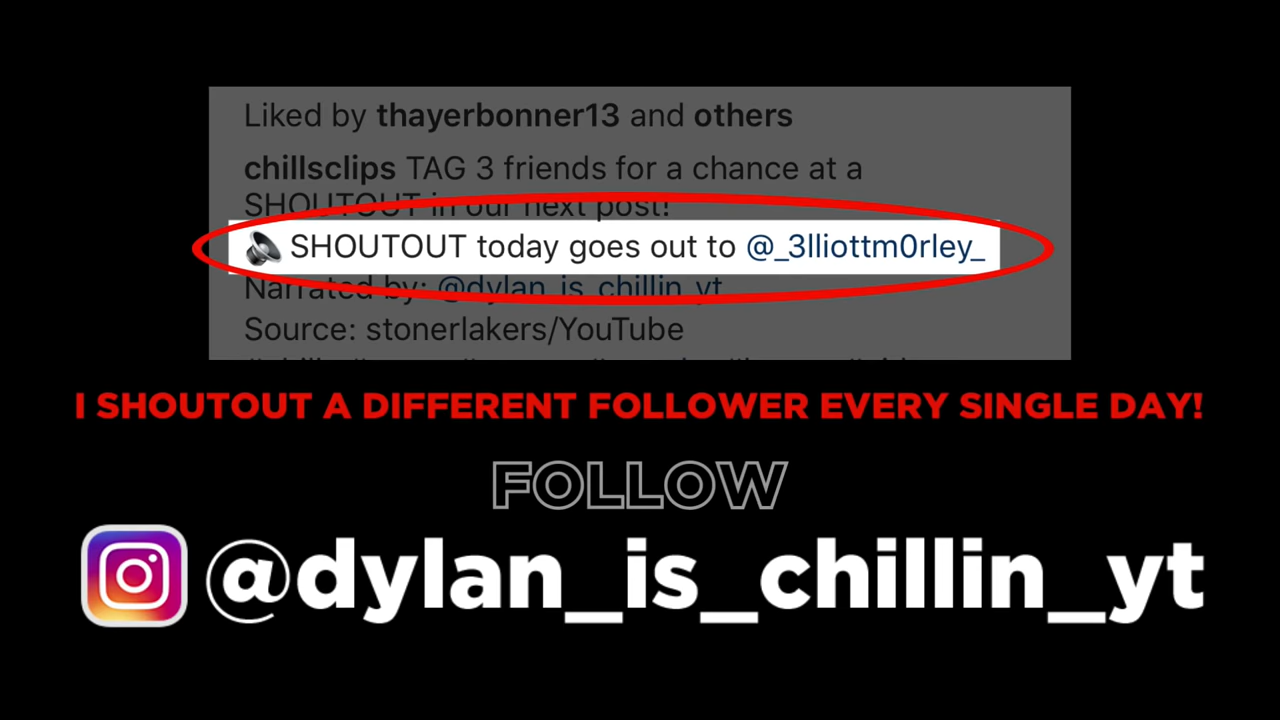 Liked by thayerbonner13 and others
chillsclips TAG 3 friends for a chance at a
SHOUTOUT in our next post!
🔊 SHOUTOUT today goes out to @_3lliottm0rley_
Narrated by: @dylan_is_chillin_yt
Source: stonerlakers/YouTube
I SHOUTOUT A DIFFERENT FOLLOWER EVERY SINGLE DAY!
FOLLOW
@dylan_is_chillin_yt